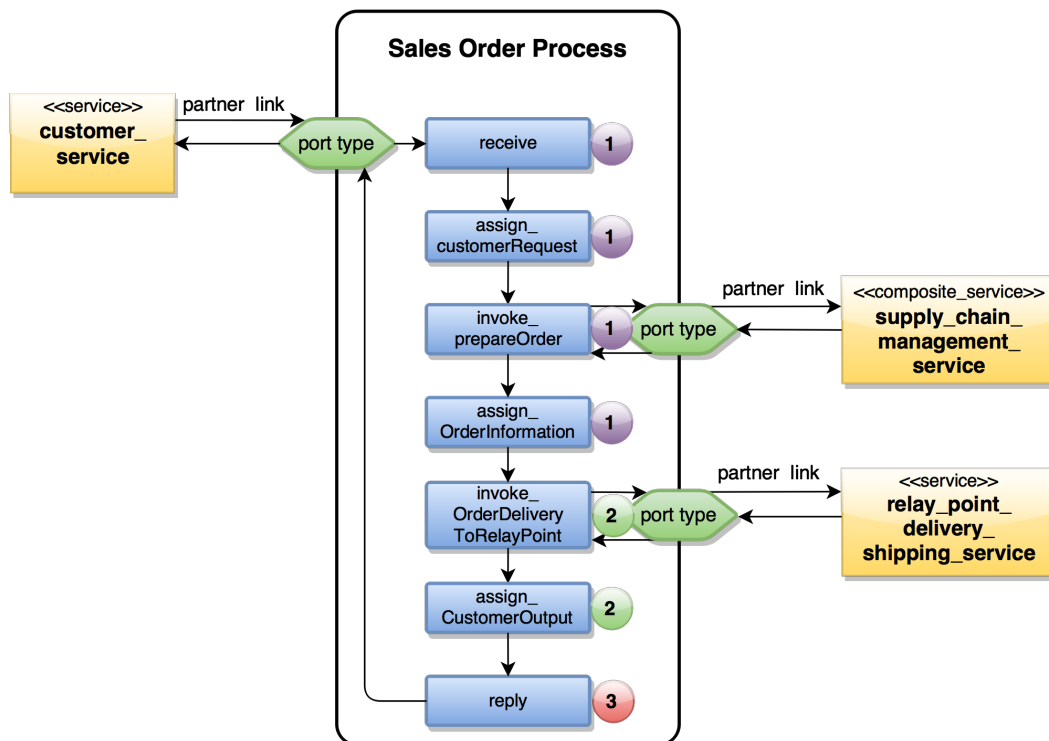 Sales Order Process
<<service>>
customer_
service
partner link
port type
receive
1
assign_
customerRequest
1
invoke_
prepareOrder
1
port type
partner link
<<composite_service>>
supply_chain_
management_
service
assign_
OrderInformation
1
invoke_
OrderDelivery
ToRelayPoint
2
port type
partner link
<<service>>
relay_point_
delivery_
shipping_service
assign_
CustomerOutput
2
reply
3